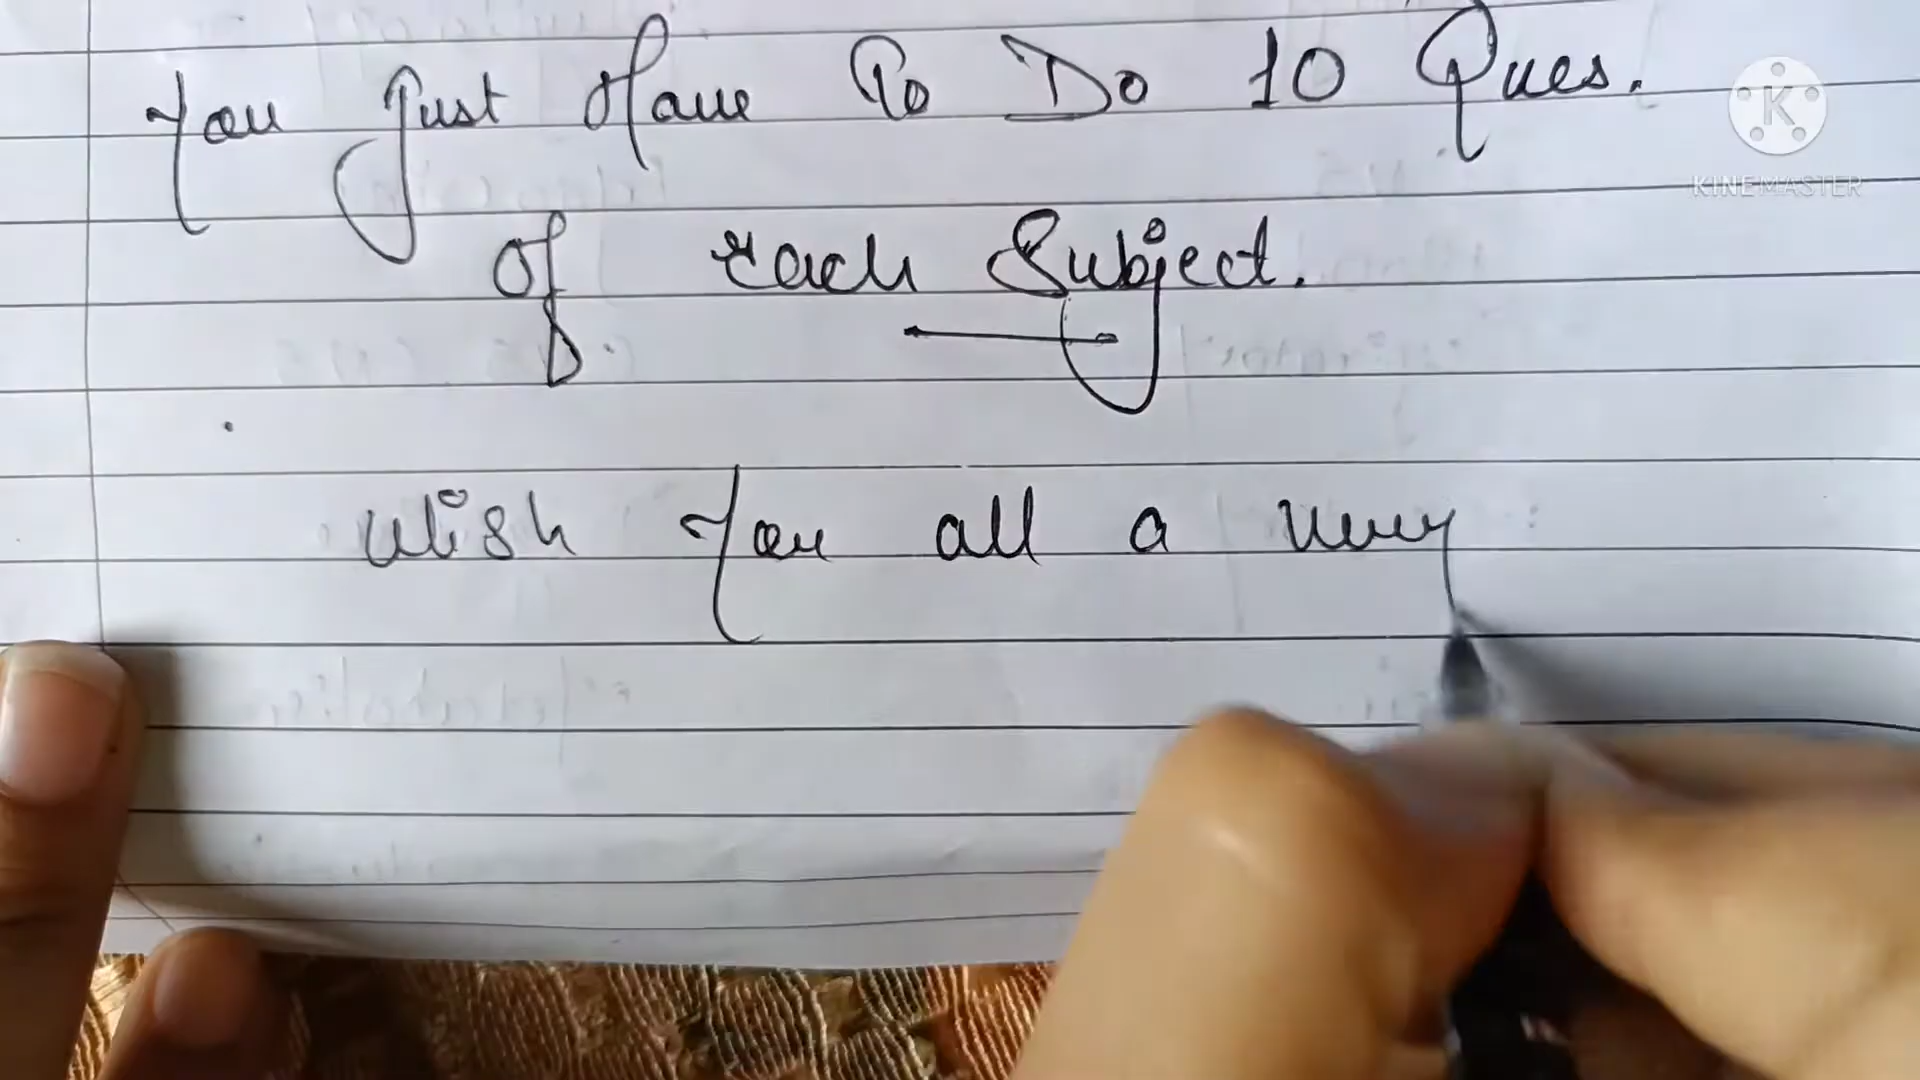 You Just Have To Do 10 Ques.
Of Each Subject.
Wish You all a very
K
KINEMASTER